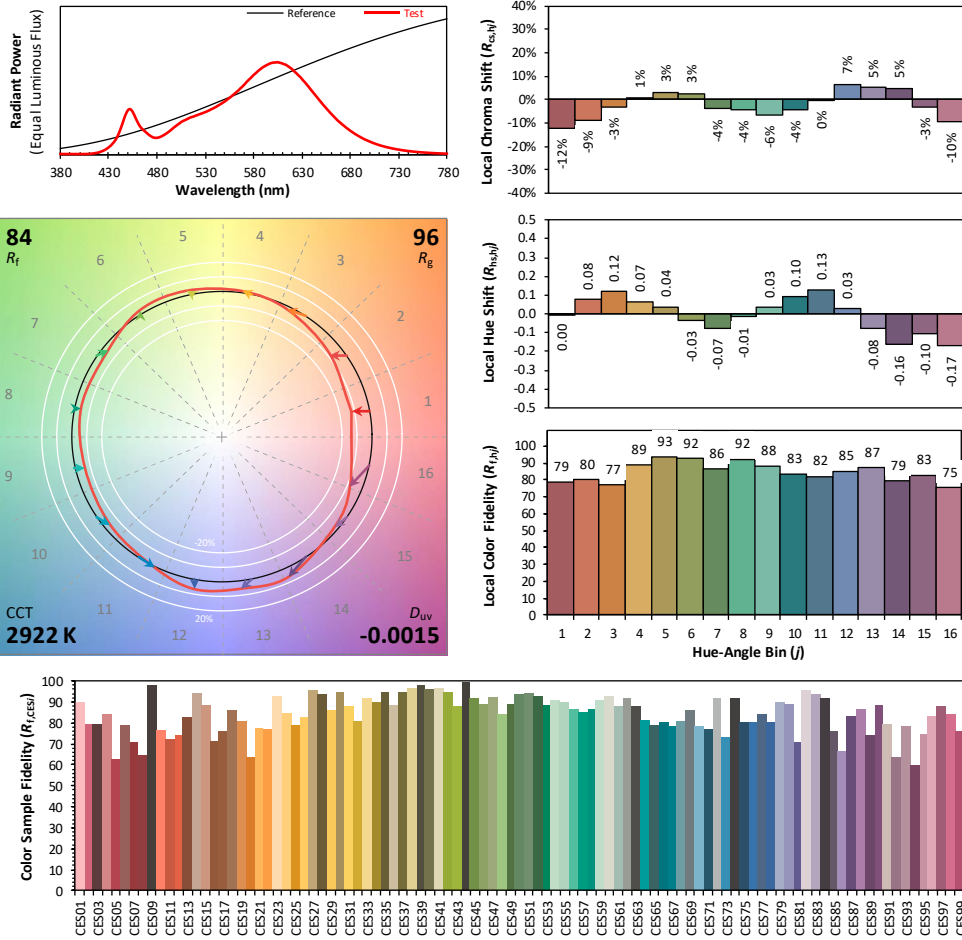 Radiant Power
(Equal Luminous Flux)
Reference
Test
380 430 480 530 580 630 680 730 780
Wavelength (nm)
Local Chroma Shift (Rcs,hj)
40%
30%
20%
10%
0%
-10%
-20%
-30%
-40%
-12% -9% -3% 1% 3% 3% -4% -4% -6% -4% 0% 7% 5% 5% -3% -10%
84
Rf
96
Rg
CCT
2922 K
Duv
-0.0015
1 2 3 4 5 6 7 8 9 10 11 12 13 14 15 16
-20%
20%
Local Hue Shift (Rhs,hj)
0.5
0.4
0.3
0.2
0.1
0.0
-0.1
-0.2
-0.3
-0.4
-0.5
0.00 0.08 0.12 0.07 0.04 -0.03 -0.07 -0.01 0.03 0.10 0.13 0.03 -0.08 -0.16 -0.10 -0.17
Local Color Fidelity (Rf,hj)
100
90
80
70
60
50
40
30
20
10
0
79 80 77 89 93 92 86 92 88 83 82 85 87 79 83 75
1 2 3 4 5 6 7 8 9 10 11 12 13 14 15 16
Hue-Angle Bin (j)
Color Sample Fidelity (Rf,CESi)
100
90
80
70
60
50
40
30
20
10
0
CES01 CES03 CES05 CES07 CES09 CES11 CES13 CES15 CES17 CES19 CES21 CES23 CES25 CES27 CES29 CES31 CES33 CES35 CES37 CES39 CES41 CES43 CES45 CES47 CES49 CES51 CES53 CES55 CES57 CES59 CES61 CES63 CES65 CES67 CES69 CES71 CES73 CES75 CES77 CES79 CES81 CES83 CES85 CES87 CES89 CES91 CES93 CES95 CES97 CES99